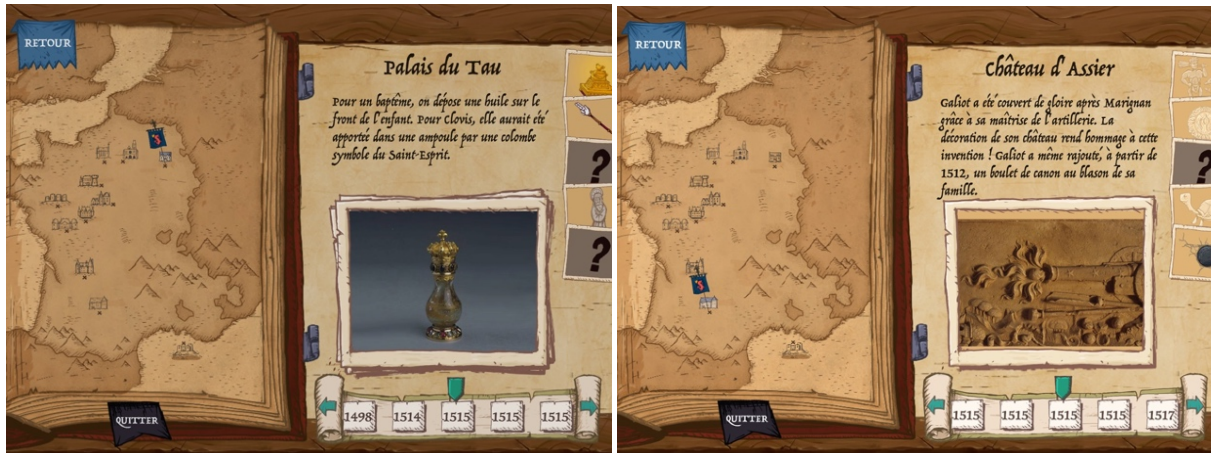 RETOUR
Palais du Tau
Pour un baptême, on dépose une huile sur le
front de l'enfant. Pour Clovis, elle aurait été
apportée dans une ampoule par une colombe
symbole du Saint-Esprit.
?
?
1498 1514 1515 1515 1515
QUITTER
RETOUR
Château d'Assier
Galiot a été couvert de gloire après Marignan
grâce à sa maîtrise de l'artillerie. La
décoration de son château rend hommage à cette
invention ! Galiot a même rajouté, à partir de
1512, un boulet de canon au blason de sa
famille.
?
1515 1515 1515 1515 1517
QUITTER